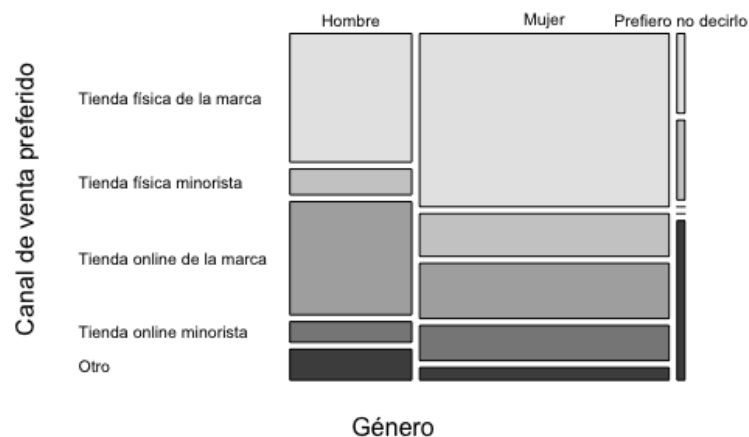 Hombre
Mujer
Prefiero no decirlo
Canal de venta preferido
Tienda física de la marca
Tienda física minorista
Tienda online de la marca
Tienda online minorista
Otro
Género